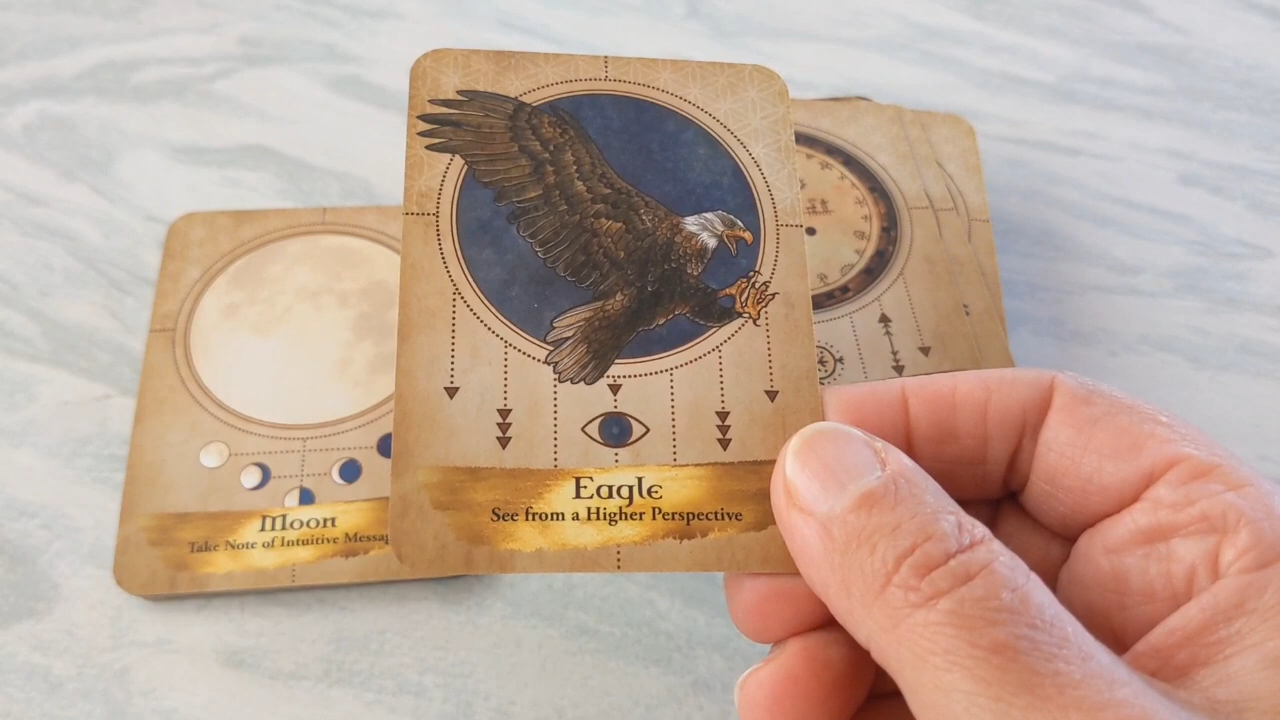 Eagle
See from a Higher Perspective
Moon
Take Note of Intuitive